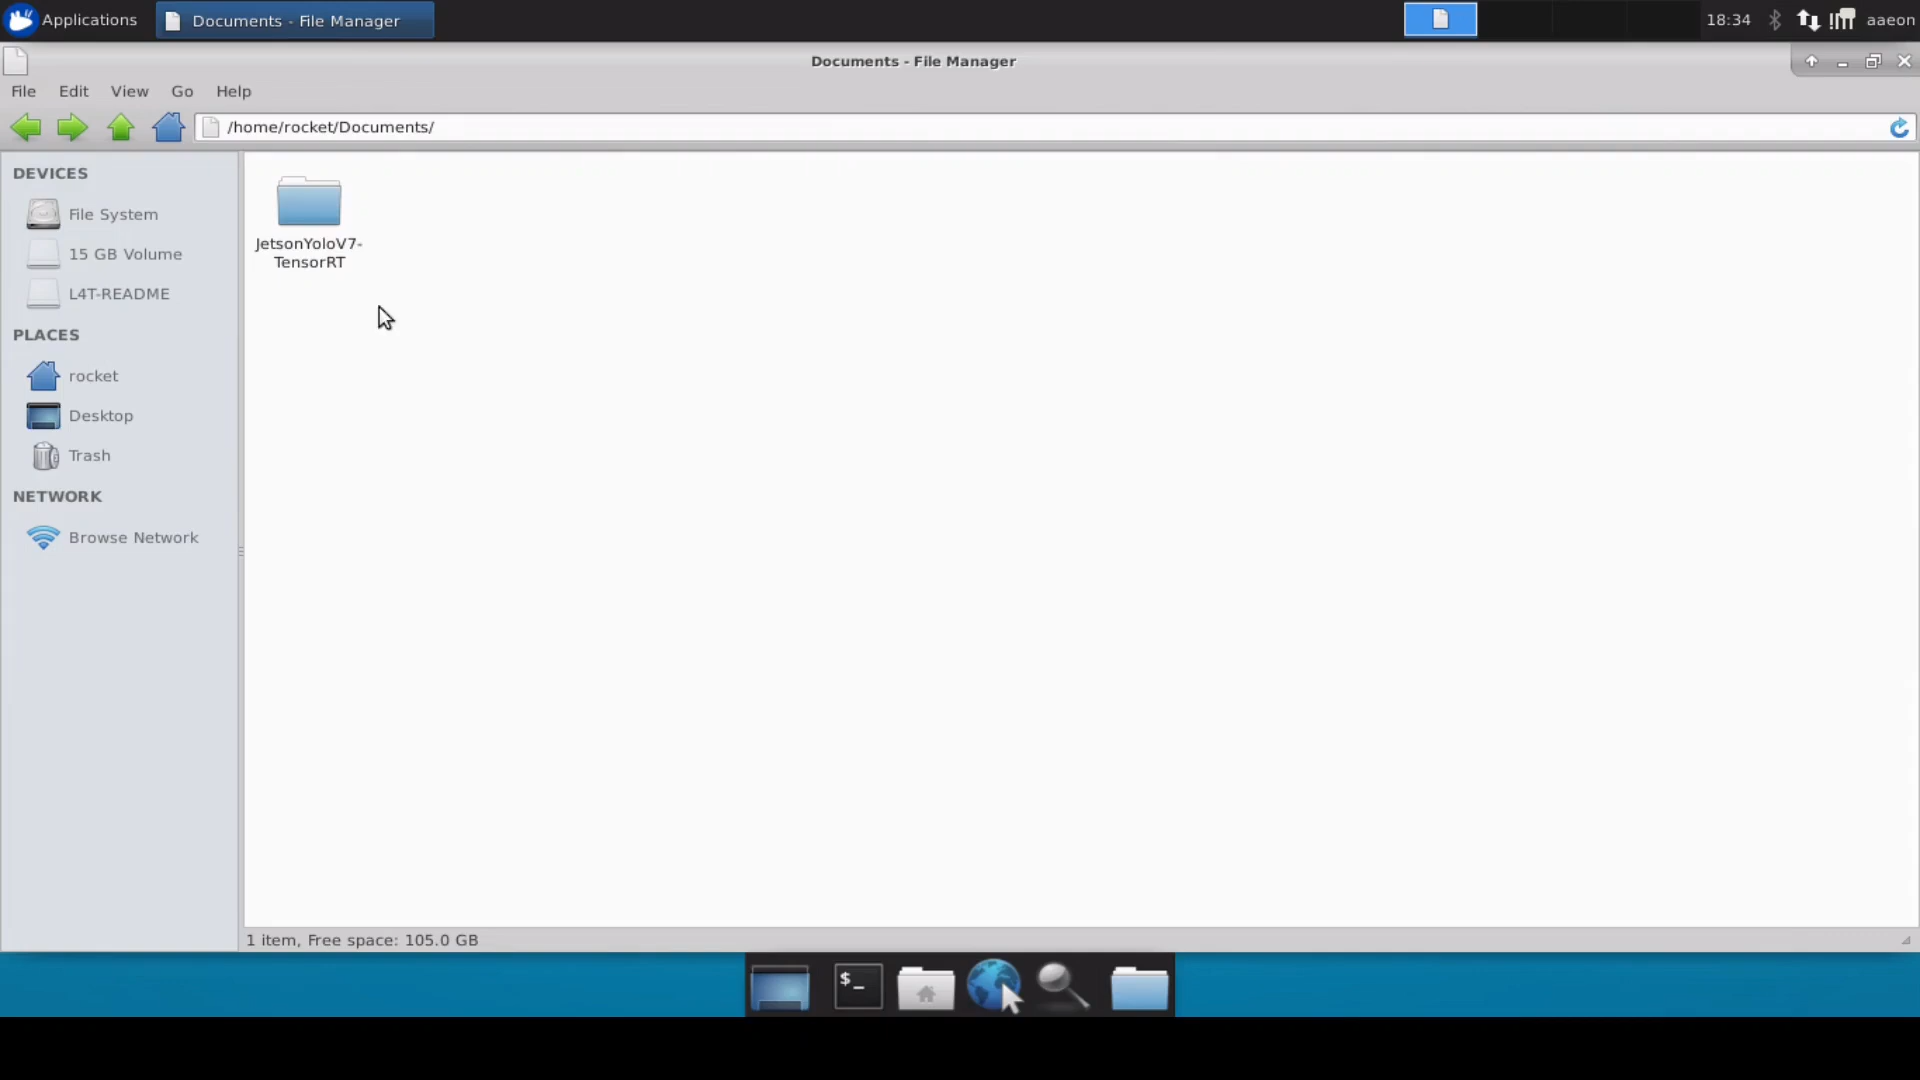 Applications
Documents - File Manager
18:34
aaeon
Documents - File Manager
File Edit View Go Help
/home/rocket/Documents/
DEVICES
File System
15 GB Volume
L4T-README
PLACES
rocket
Desktop
Trash
NETWORK
Browse Network
JetsonYoloV7-
TensorRT
1 item, Free space: 105.0 GB
$_